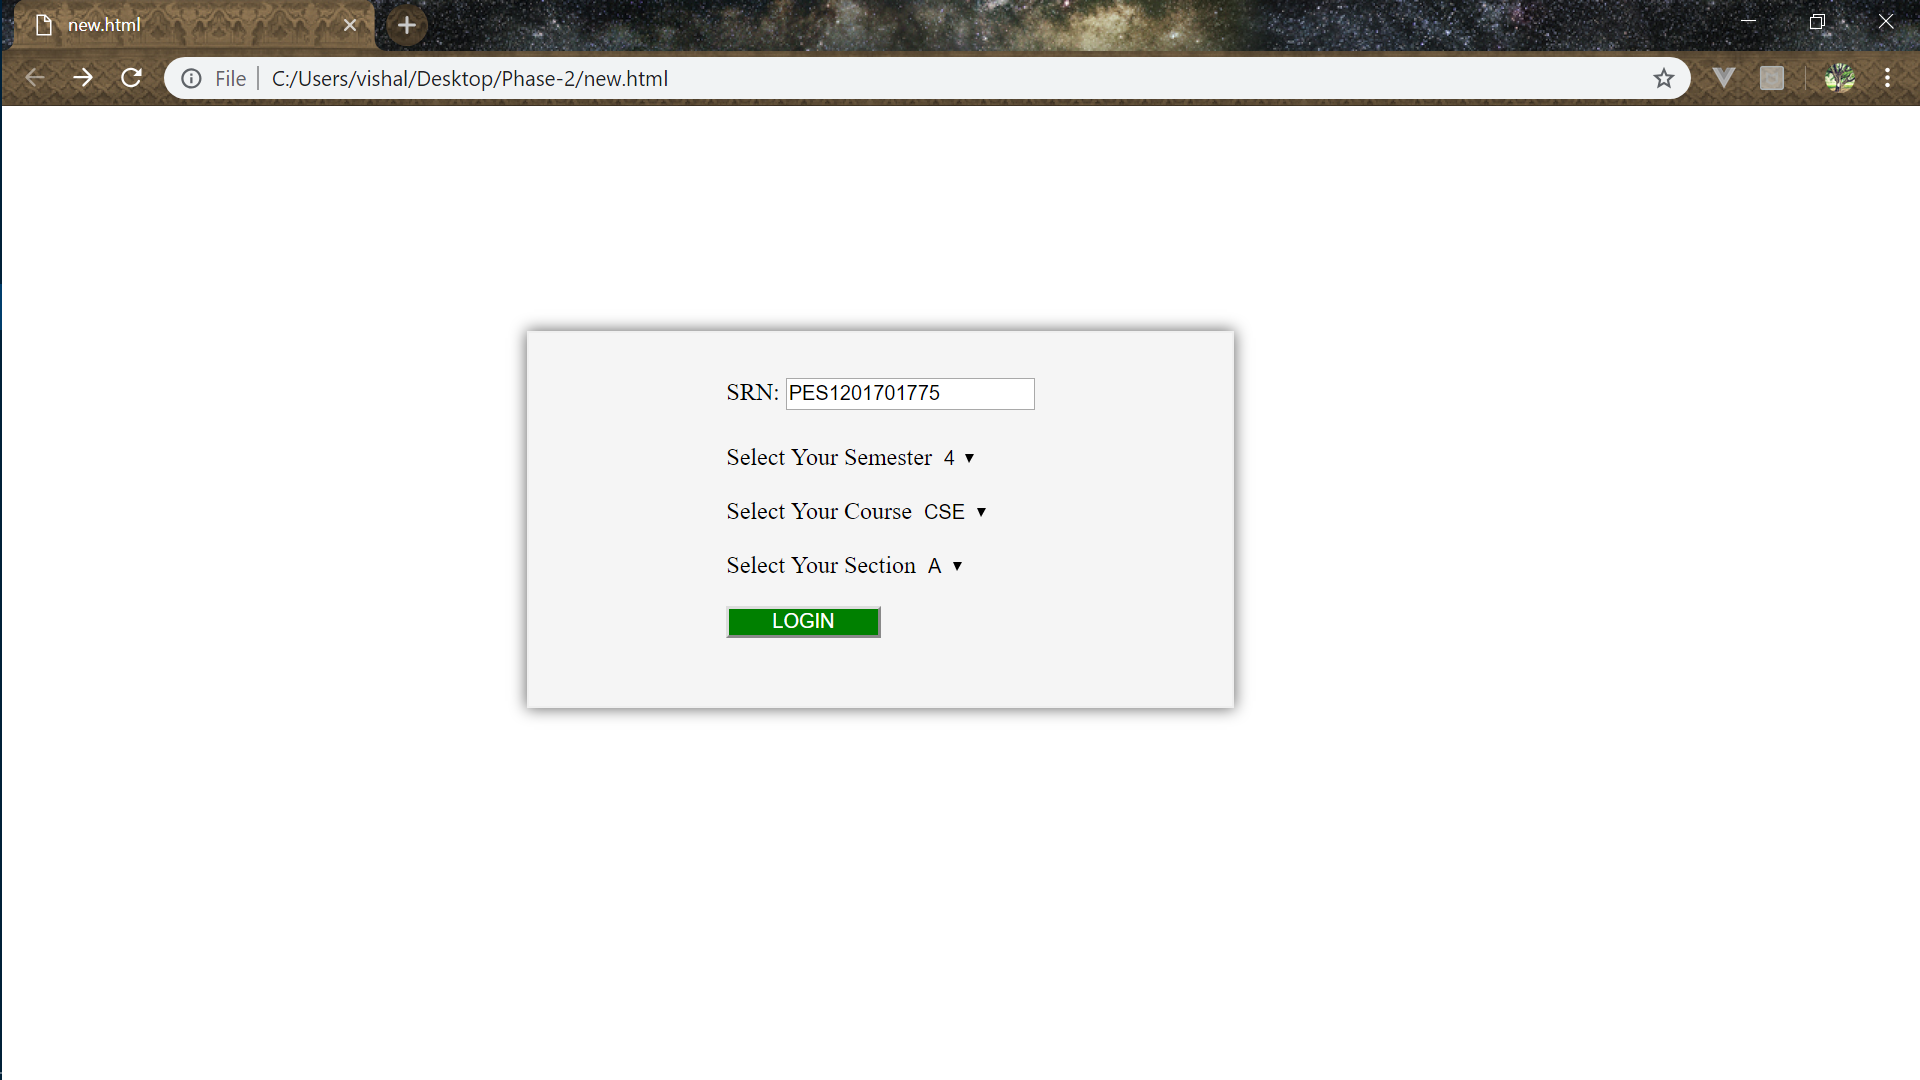 new.html
File C:/Users/vishal/Desktop/Phase-2/new.html
SRN: PES1201701775
Select Your Semester 4
Select Your Course CSE
Select Your Section A
LOGIN